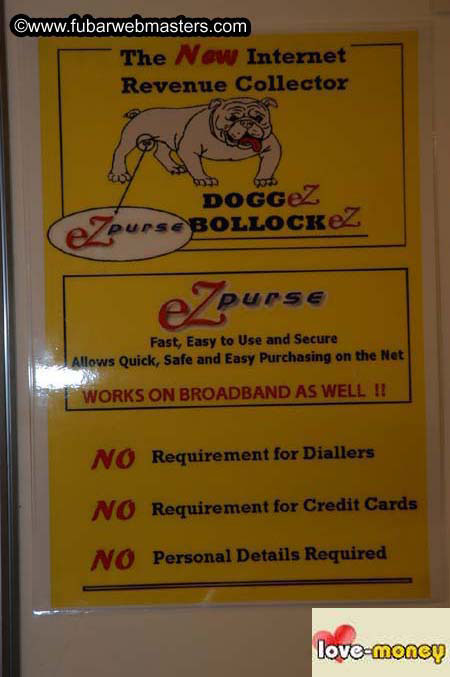 ©www.fubarwebmasters.com
The New Internet
Revenue Collector
DOGGeZ
BOLLOCKeZ
eZpurse
eZpurse
Fast, Easy to Use and Secure
Allows Quick, Safe and Easy Purchasing on the Net
WORKS ON BROADBAND AS WELL !!
NO Requirement for Diallers
NO Requirement for Credit Cards
NO Personal Details Required
love-money